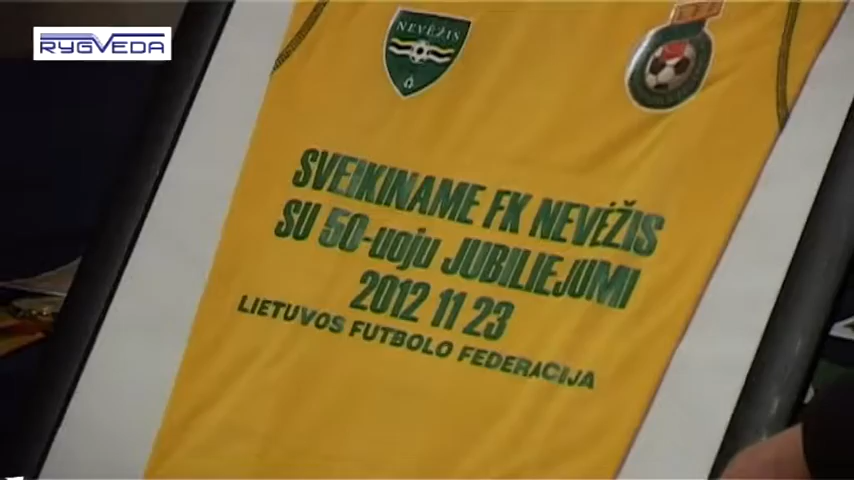 RYGVEDA
NEVĖŽIS
SVEIKINAME FK NEVĖŽIS
SU 50-uoju JUBILIEJUMI
2012 11 23
LIETUVOS FUTBOLO FEDERACIJA